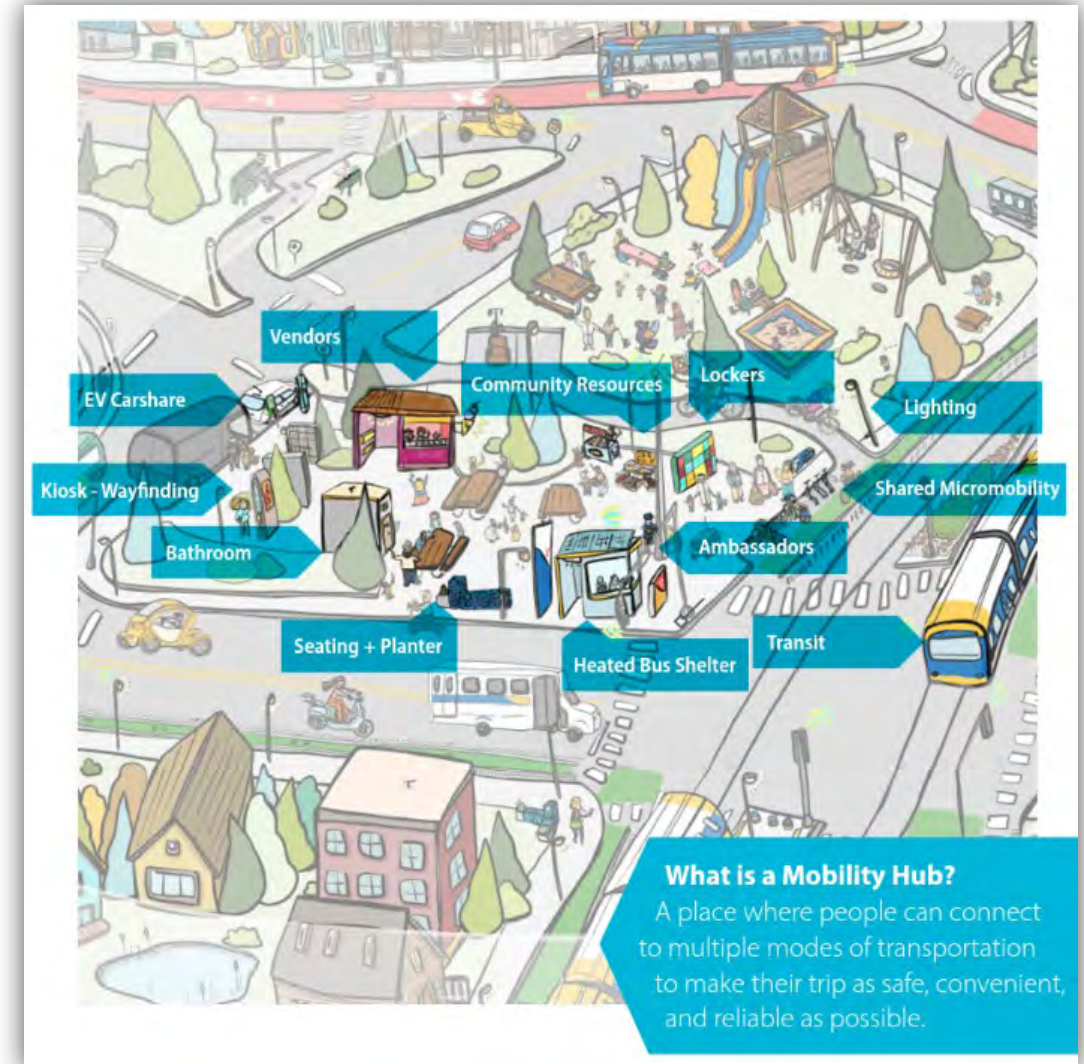 Vendors
Community Resources
Lockers
EV Carshare
Lighting
Kiosk - Wayfinding
Shared Micromobility
Bathroom
Ambassadors
Seating + Planter
Heated Bus Shelter
Transit
What is a Mobility Hub?
A place where people can connect
to multiple modes of transportation
to make their trip as safe, convenient,
and reliable as possible.